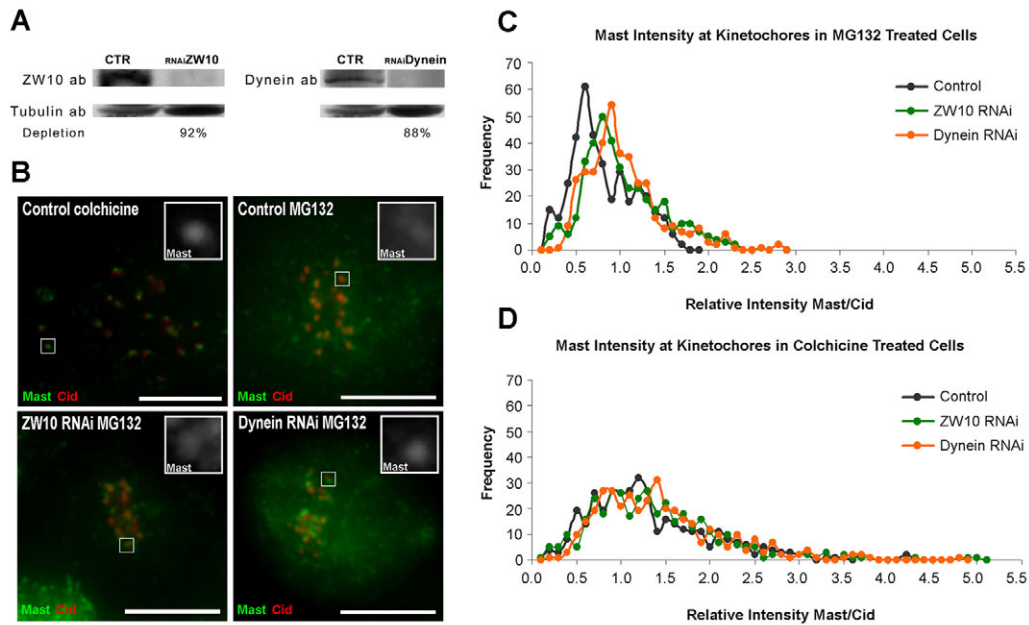 A
CTR RNAiZW10
ZW10 ab
Tubulin ab
Depletion 92%
CTR RNAiDynein
Dynein ab
88%
B
Control colchicine
Mast
Mast Cid
Control MG132
Mast
Mast Cid
ZW10 RNAi MG132
Mast
Mast Cid
Dynein RNAi MG132
Mast
Mast Cid
C
Mast Intensity at Kinetochores in MG132 Treated Cells
Control
ZW10 RNAi
Dynein RNAi
Frequency
70
60
50
40
30
20
10
0
0.0 0.5 1.0 1.5 2.0 2.5 3.0 3.5 4.0 4.5 5.0 5.5
Relative Intensity Mast/Cid
D
Mast Intensity at Kinetochores in Colchicine Treated Cells
Control
ZW10 RNAi
Dynein RNAi
Frequency
70
60
50
40
30
20
10
0
0.0 0.5 1.0 1.5 2.0 2.5 3.0 3.5 4.0 4.5 5.0 5.5
Relative Intensity Mast/Cid